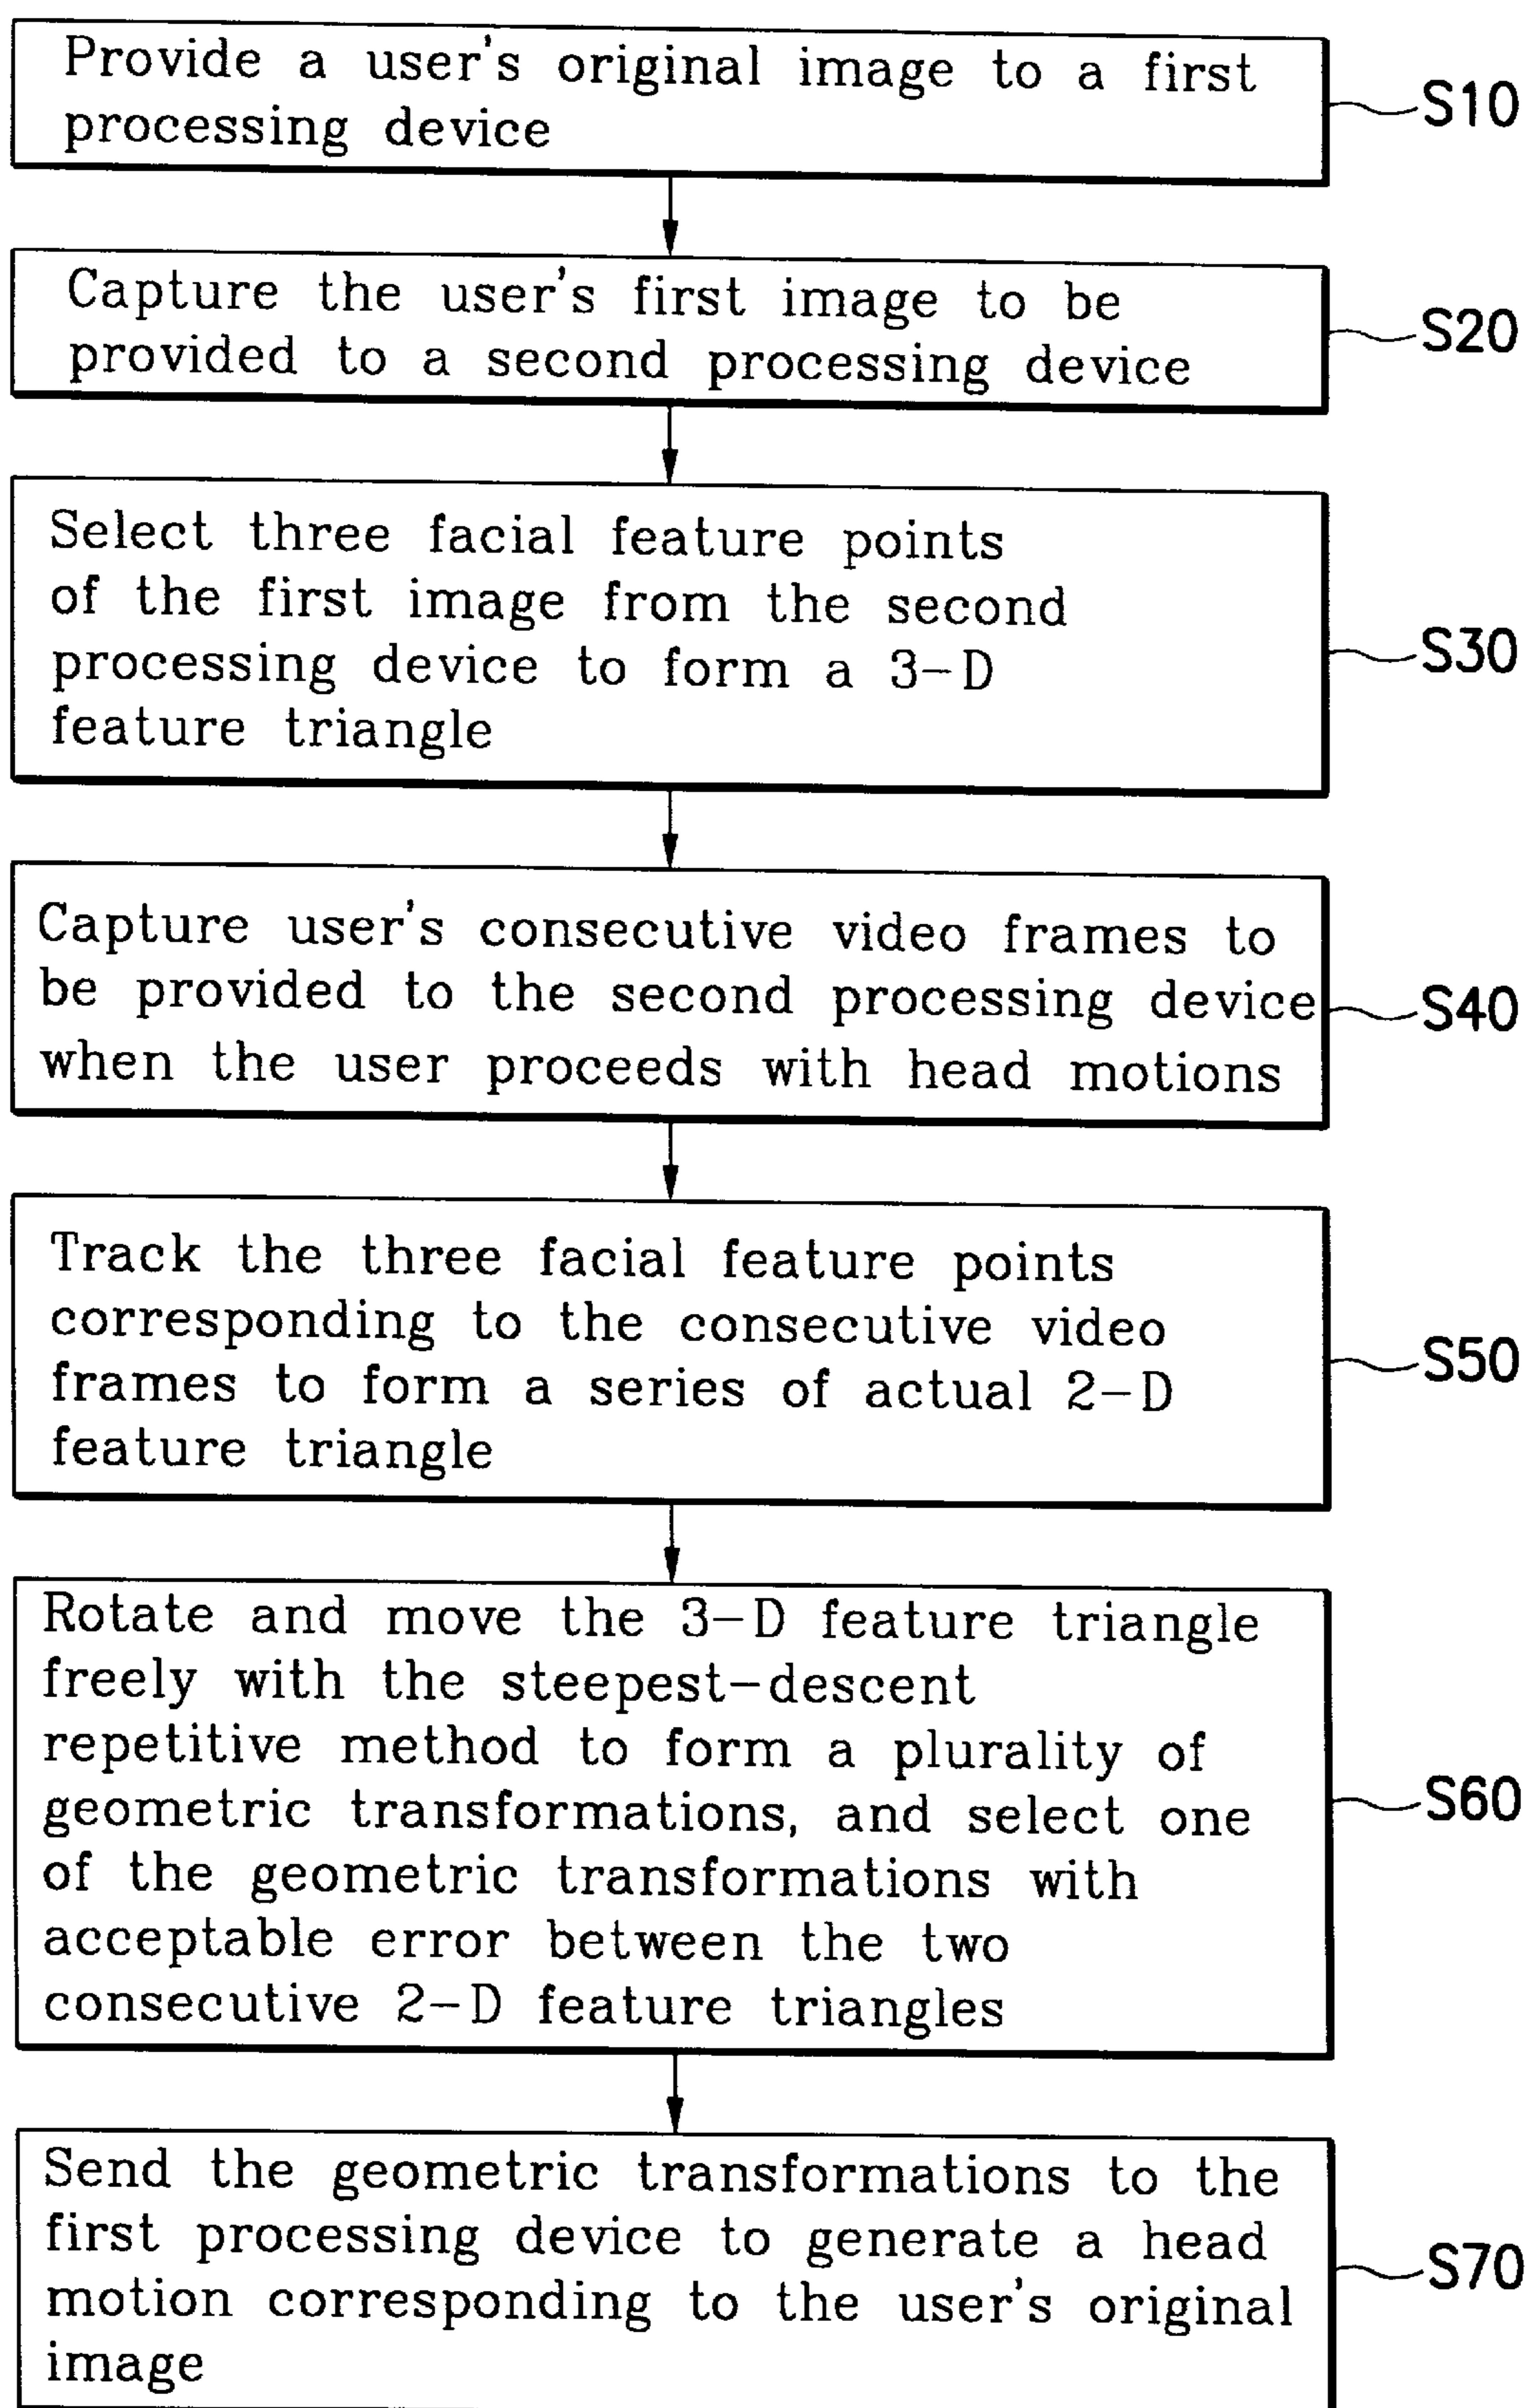 Provide a user's original image to a first
processing device
S10
Capture the user's first image to be
provided to a second processing device
S20
Select three facial feature points
of the first image from the second
processing device to form a 3-D
feature triangle
S30
Capture user's consecutive video frames to
be provided to the second processing device
when the user proceeds with head motions
S40
Track the three facial feature points
corresponding to the consecutive video
frames to form a series of actual 2-D
feature triangle
S50
Rotate and move the 3-D feature triangle
freely with the steepest-descent
repetitive method to form a plurality of
geometric transformations, and select one
of the geometric transformations with
acceptable error between the two
consecutive 2-D feature triangles
S60
Send the geometric transformations to the
first processing device to generate a head
motion corresponding to the user's original
image
S70